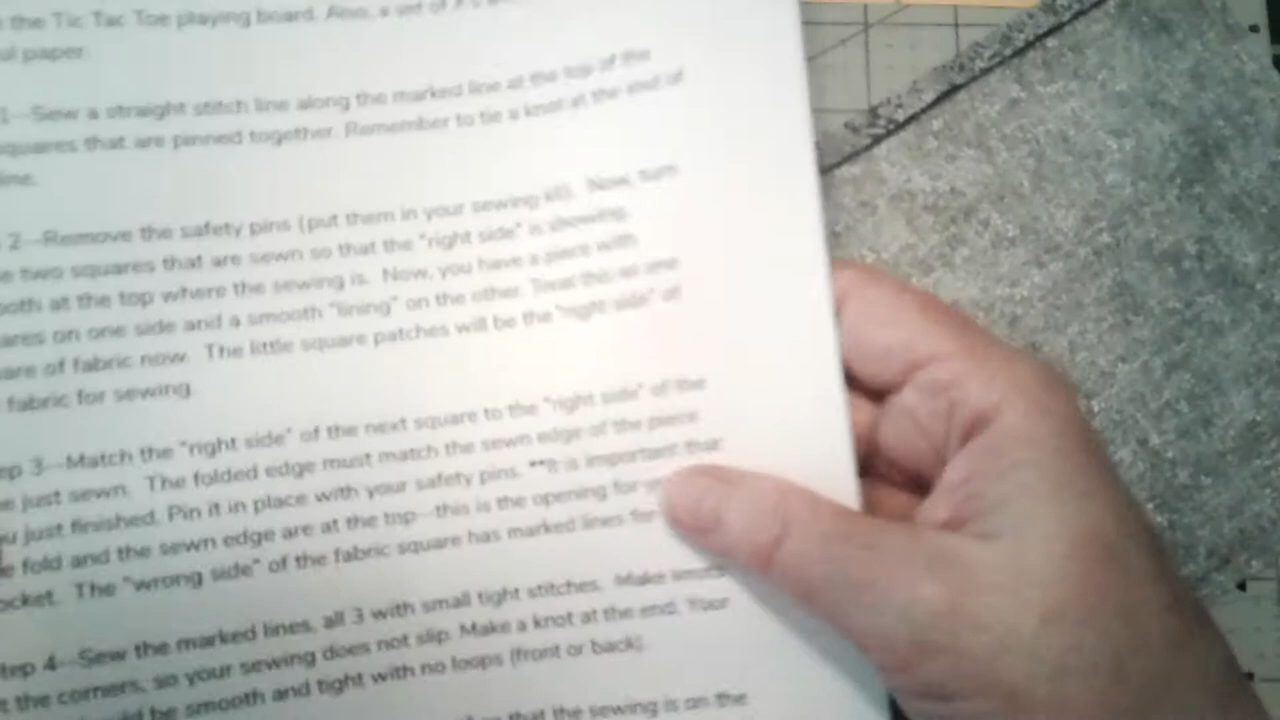 the Tic Tac Toe playing board. Also, a set of X's
ul paper.
1---Sew a straight stitch line along the marked line at the top of the
squares that are pinned together. Remember to tie a knot at the end of
line.
2---Remove the safety pins (put them in your sewing kit). Now, turn
e two squares that are sewn so that the "right side" is showing,
ooth at the top where the sewing is. Now, you have a piece with
ares on one side and a smooth "lining" on the other. Treat this as one
are of fabric now. The little square patches will be the "right side" of
fabric for sewing.
ep 3---Match the "right side" of the next square to the "right side" of the
e just sewn. The folded edge must match the sewn edge of the piece
u just finished. Pin it in place with your safety pins. **It is important that
e fold and the sewn edge are at the top---this is the opening for
ocket. The "wrong side" of the fabric square has marked lines for
tep 4---Sew the marked lines, all 3 with small tight stitches. Make
t the corners, so your sewing does not slip. Make a knot at the end. Your
ld be smooth and tight with no loops (front or back).
that the sewing is on the